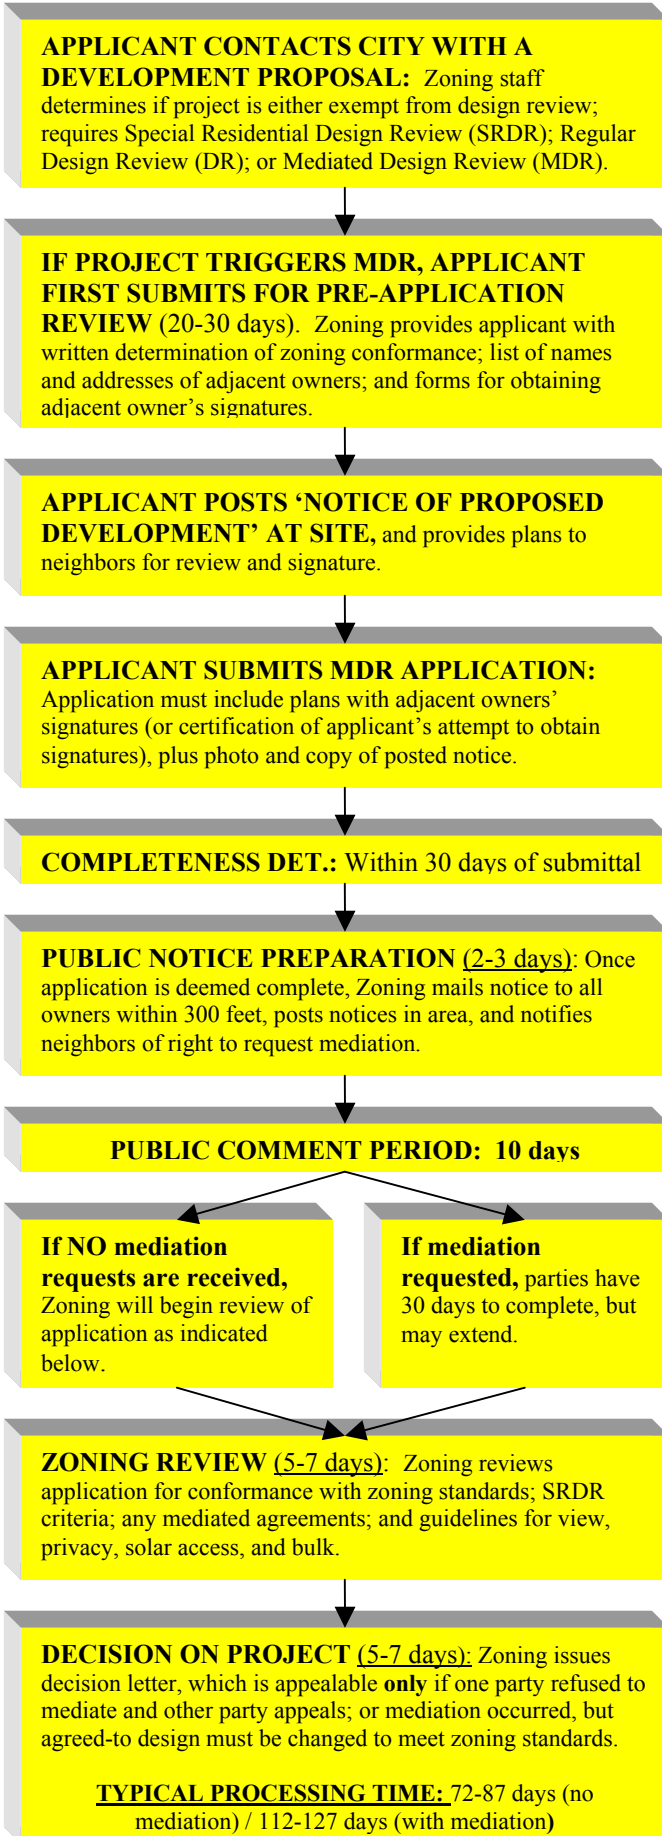 APPLICANT CONTACTS CITY WITH A
DEVELOPMENT PROPOSAL: Zoning staff
determines if project is either exempt from design review;
requires Special Residential Design Review (SRDR); Regular
Design Review (DR); or Mediated Design Review (MDR).
IF PROJECT TRIGGERS MDR, APPLICANT
FIRST SUBMITS FOR PRE-APPLICATION
REVIEW (20-30 days). Zoning provides applicant with
written determination of zoning conformance; list of names
and addresses of adjacent owners; and forms for obtaining
adjacent owner's signatures.
APPLICANT POSTS ‘NOTICE OF PROPOSED
DEVELOPMENT’ AT SITE, and provides plans to
neighbors for review and signature.
APPLICANT SUBMITS MDR APPLICATION:
Application must include plans with adjacent owners’
signatures (or certification of applicant’s attempt to obtain
signatures), plus photo and copy of posted notice.
COMPLETENESS DET.: Within 30 days of submittal
PUBLIC NOTICE PREPARATION (2-3 days): Once
application is deemed complete, Zoning mails notice to all
owners within 300 feet, posts notices in area, and notifies
neighbors of right to request mediation.
PUBLIC COMMENT PERIOD: 10 days
If NO mediation
requests are received,
Zoning will begin review of
application as indicated
below.
If mediation
requested, parties have
30 days to complete, but
may extend.
ZONING REVIEW (5-7 days): Zoning reviews
application for conformance with zoning standards; SRDR
criteria; any mediated agreements; and guidelines for view,
privacy, solar access, and bulk.
DECISION ON PROJECT (5-7 days): Zoning issues
decision letter, which is appealable only if one party refused to
mediate and other party appeals; or mediation occurred, but
agreed-to design must be changed to meet zoning standards.
TYPICAL PROCESSING TIME: 72-87 days (no
mediation) / 112-127 days (with mediation)